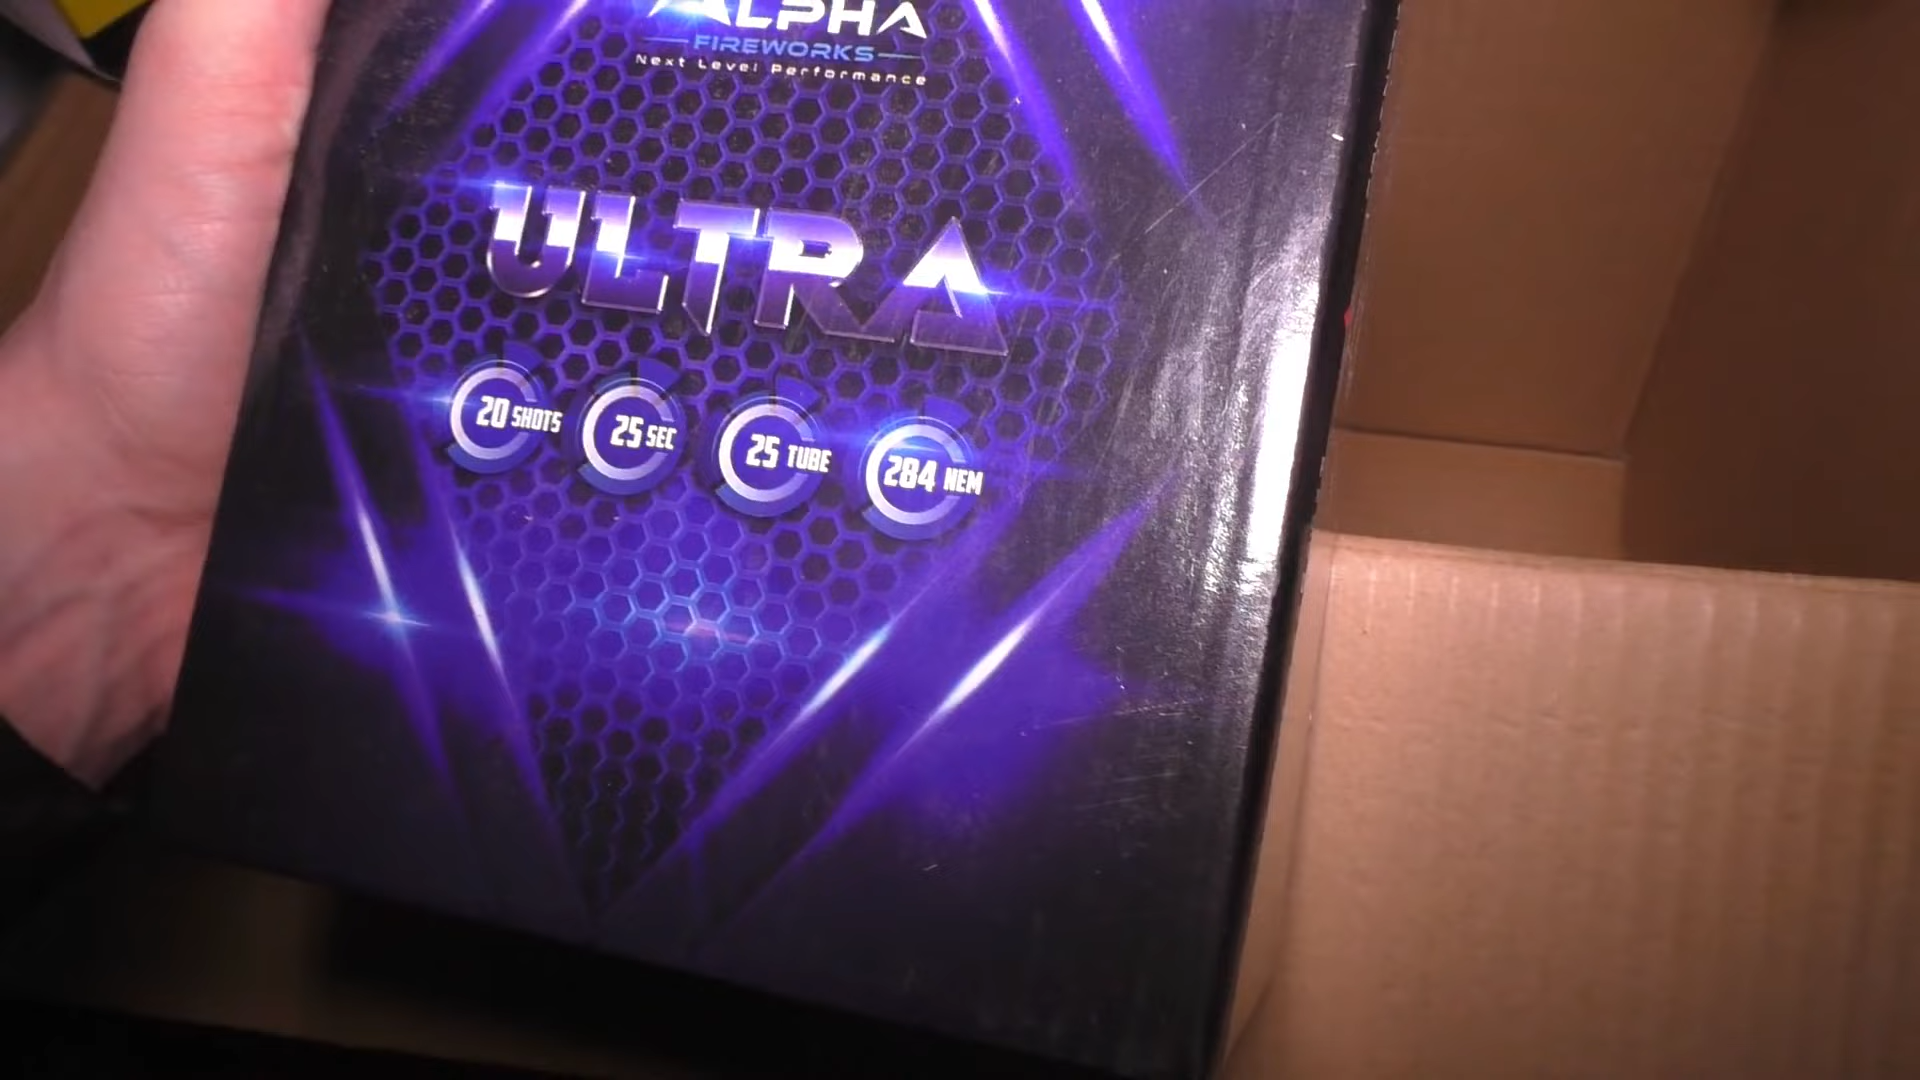 ALPHA
FIREWORKS
Next Level Performance
ULTRA
20 SHOTS
25 SEC
25 TUBE
284 NEM